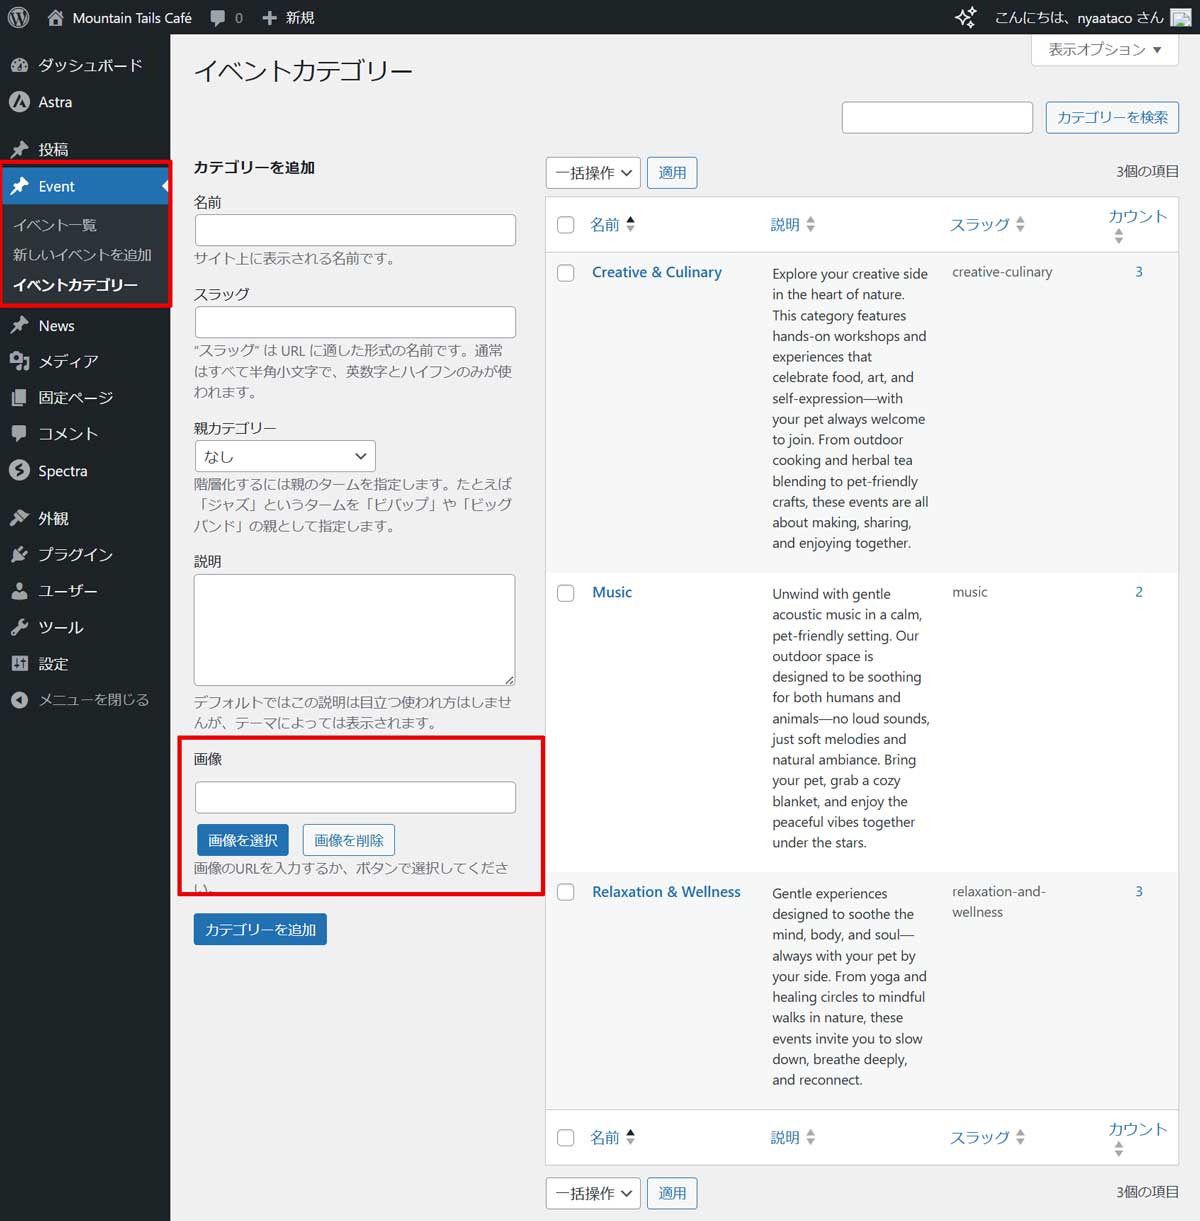 Mountain Tails Café
0
新規
こんにちは、nyaataco さん
ダッシュボード
Astra
投稿
Event
イベント一覧
新しいイベントを追加
イベントカテゴリー
News
メディア
固定ページ
コメント
Spectra
外観
プラグイン
ユーザー
ツール
設定
メニューを閉じる
表示オプション ▼
イベントカテゴリー
カテゴリーを検索
カテゴリーを追加
名前
サイト上に表示される名前です。
スラッグ
“スラッグ” は URL に適した形式の名前です。通常
はすべて半角小文字で、英数字とハイフンのみが使
われます。
親カテゴリー
なし
階層化するには親のタームを指定します。たとえば
「ジャズ」というタームを「ビバップ」や「ビッグ
バンド」の親として指定します。
説明
デフォルトではこの説明は目立つ使われ方はしませ
んが、テーマによっては表示されます。
画像
画像を選択
画像を削除
画像のURLを入力するか、ボタンで選択してくださ
い。
カテゴリーを追加
一括操作
適用
3個の項目
名前
説明
スラッグ
カウント
Creative & Culinary
Explore your creative side
in the heart of nature.
This category features
hands-on workshops and
experiences that
celebrate food, art, and
self-expression—with
your pet always welcome
to join. From outdoor
cooking and herbal tea
blending to pet-friendly
crafts, these events are all
about making, sharing,
and enjoying together.
creative-culinary
3
Music
Unwind with gentle
acoustic music in a calm,
pet-friendly setting. Our
outdoor space is
designed to be soothing
for both humans and
animals—no loud sounds,
just soft melodies and
natural ambiance. Bring
your pet, grab a cozy
blanket, and enjoy the
peaceful vibes together
under the stars.
music
2
Relaxation & Wellness
Gentle experiences
designed to soothe the
mind, body, and soul—
always with your pet by
your side. From yoga and
healing circles to mindful
walks in nature, these
events invite you to slow
down, breathe deeply,
and reconnect.
relaxation-and-
wellness
3
名前
説明
スラッグ
カウント
一括操作
適用
3個の項目